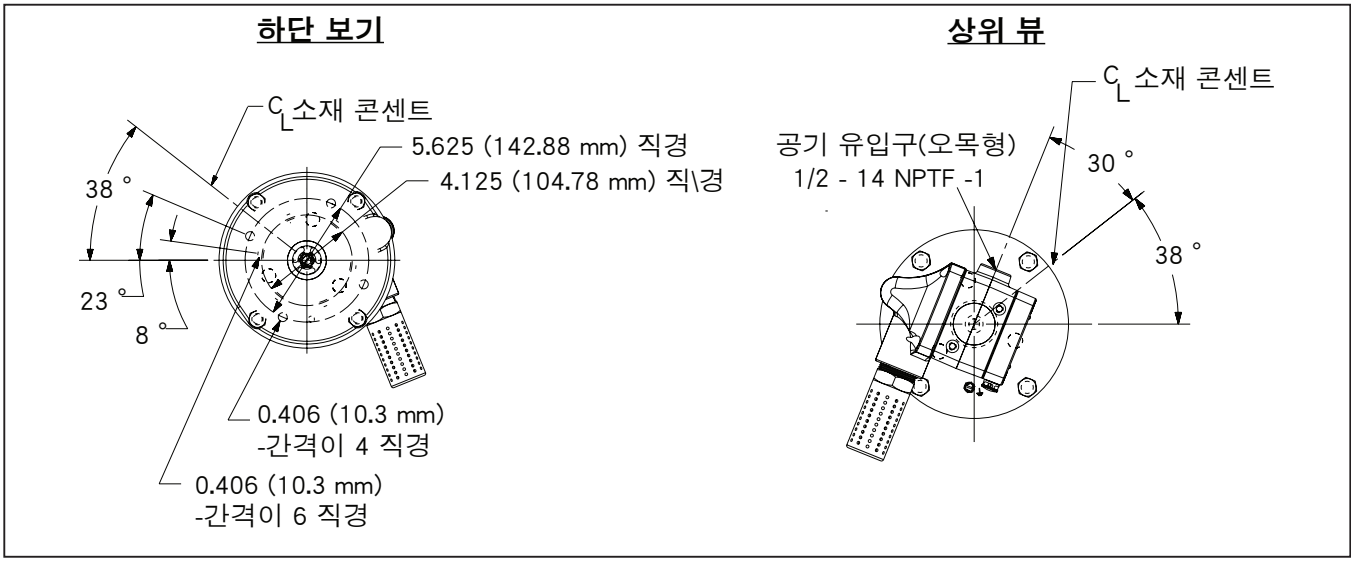 하단 보기
C L 소재 콘센트
5.625 (142.88 mm) 직경
4.125 (104.78 mm) 직\경
38 °
23 °
8 °
0.406 (10.3 mm)
-간격이 4 직경
0.406 (10.3 mm)
-간격이 6 직경
상위 뷰
C L 소재 콘센트
공기 유입구(오목형)
1/2 - 14 NPTF -1
30 °
38 °